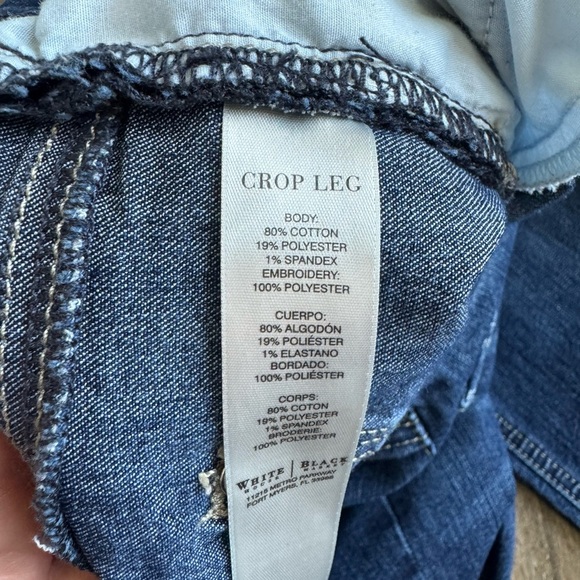 CROP LEG
BODY:
80% COTTON
19% POLYESTER
1% SPANDEX
EMBROIDERY:
100% POLYESTER
CUERPO:
80% ALGODÓN
19% POLIÉSTER
1% ELASTANO
BORDADO:
100% POLIÉSTER
CORPS:
80% COTON
19% POLYESTER
1% SPANDEX
BRODERIE:
100% POLYESTER
WHITE | BLACK
HOUSE MARKET
11215 METRO PARKWAY
FORT MYERS, FL 33966